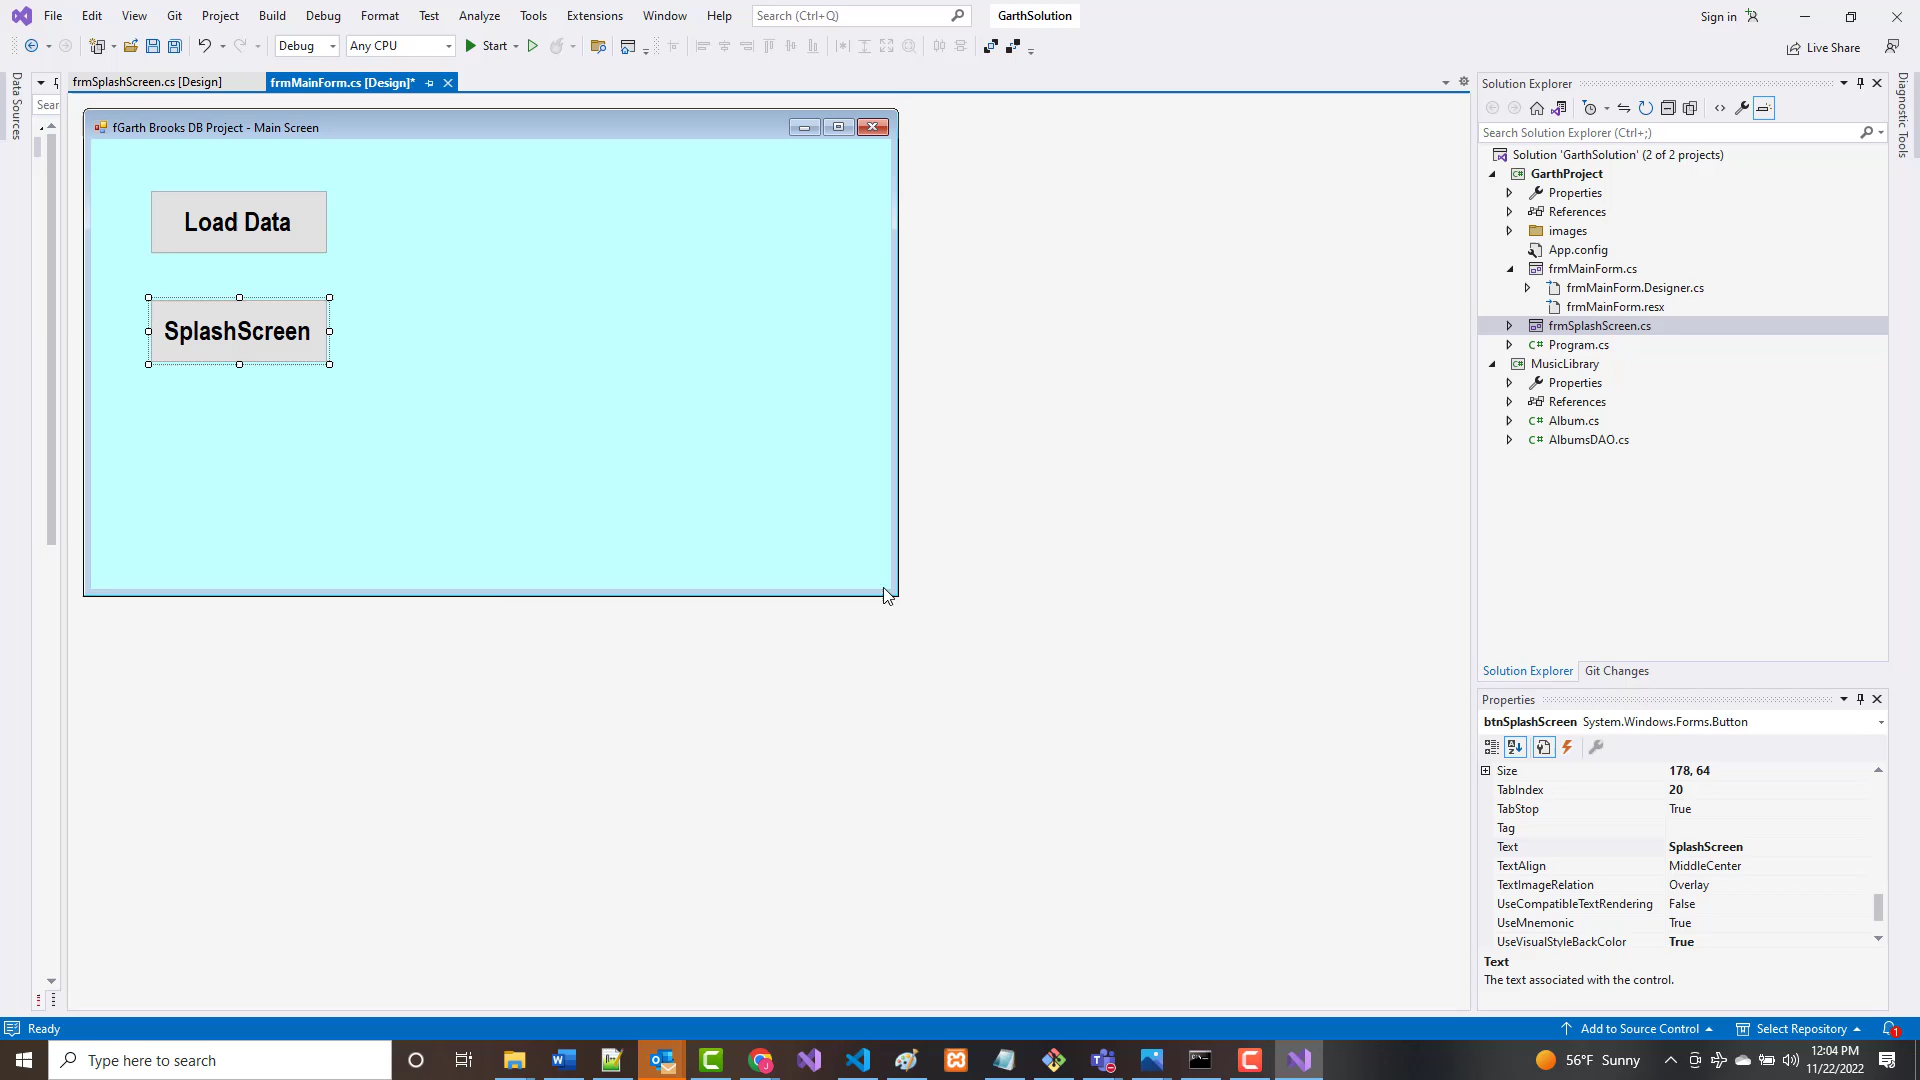 File Edit View Git Project Build Debug Format Test Analyze Tools Extensions Window Help Search (Ctrl+Q) GarthSolution Sign in
Debug Any CPU Start Live Share
Data Sources
Sear
frmSplashScreen.cs [Design] frmMainForm.cs [Design]*
fGarth Brooks DB Project - Main Screen
Load Data
SplashScreen
Solution Explorer
Search Solution Explorer (Ctrl+;)
Solution 'GarthSolution' (2 of 2 projects)
GarthProject
Properties
References
images
App.config
frmMainForm.cs
frmMainForm.Designer.cs
frmMainForm.resx
frmSplashScreen.cs
C# Program.cs
MusicLibrary
Properties
References
C# Album.cs
C# AlbumsDAO.cs
Diagnostic Tools
Solution Explorer Git Changes
Properties
btnSplashScreen System.Windows.Forms.Button
Size 178, 64
TabIndex 20
TabStop True
Tag
Text SplashScreen
TextAlign MiddleCenter
TextImageRelation Overlay
UseCompatibleTextRendering False
UseMnemonic True
UseVisualStyleBackColor True
Text
The text associated with the control.
Ready Add to Source Control Select Repository 1
Type here to search 56°F Sunny 12:04 PM
11/22/2022